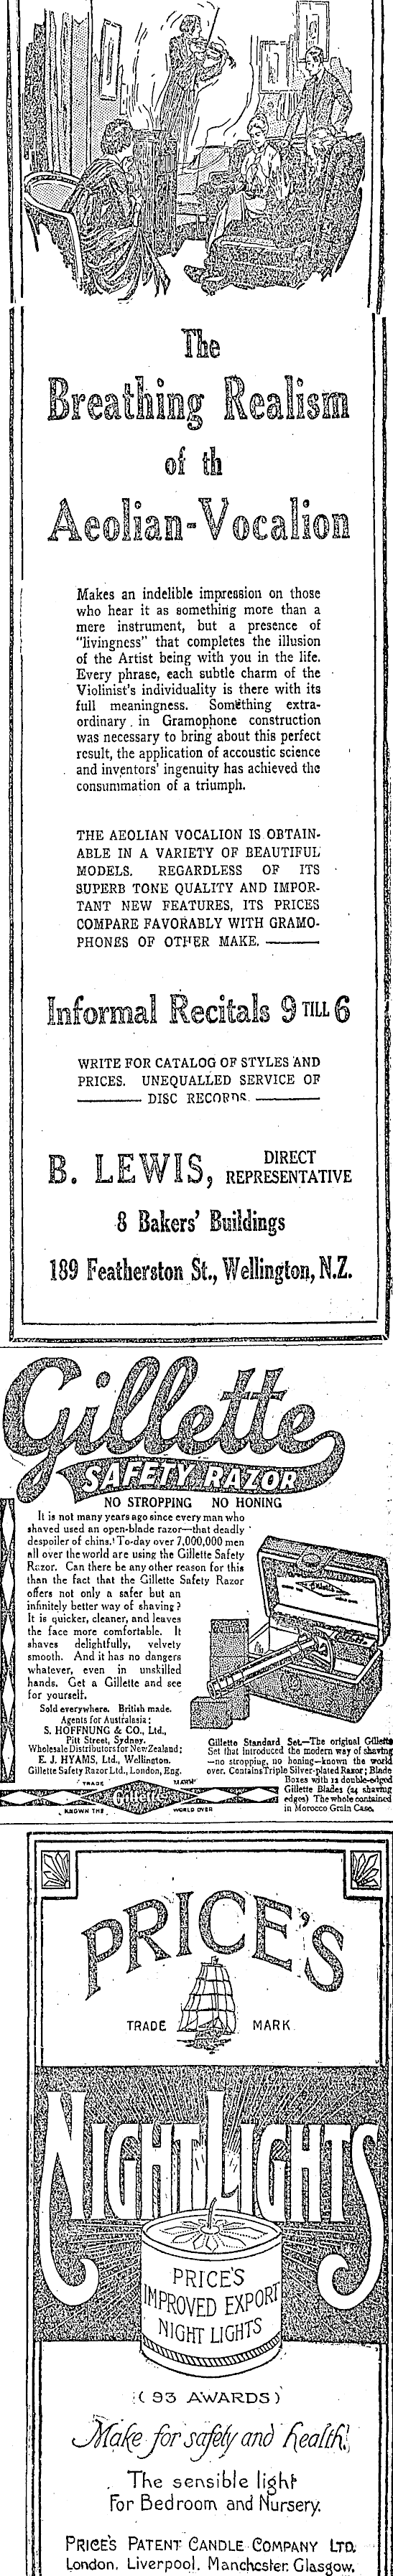 The
Breathing Realism
of th
Aeolian-Vocalion
Makes an indelible impression on those
who hear it as something more than a
mere instrument, but a presence of
"livingness" that completes the illusion
of the Artist being with you in the life.
Every phrase, each subtle charm of the
Violinist's individuality is there with its
full meaningness. Something extra-
ordinary in Gramophone construction
was necessary to bring about this perfect
result, the application of accoustic science
and inventors' ingenuity has achieved the
consummation of a triumph.
THE AEOLIAN VOCALION IS OBTAIN-
ABLE IN A VARIETY OF BEAUTIFUL
MODELS. REGARDLESS OF ITS
SUPERB TONE QUALITY AND IMPOR-
TANT NEW FEATURES, ITS PRICES
COMPARE FAVORABLY WITH GRAMO-
PHONES OF OTHER MAKE.
Informal Recitals 9 TILL 6
WRITE FOR CATALOG OF STYLES AND
PRICES. UNEQUALLED SERVICE OF
DISC RECORDS.
B. LEWIS, DIRECT
REPRESENTATIVE
8 Bakers' Buildings
189 Featherston St., Wellington, N.Z.
Gillette
SAFETY RAZOR
NO STROPPING NO HONING
It is not many years ago since every man who
shaved used an open-blade razor—that deadly
despoiler of chins! To-day over 7,000,000 men
all over the world are using the Gillette Safety
Razor. Can there be any other reason for this
than the fact that the Gillette Safety Razor
offers not only a safer but an
infinitely better way of shaving?
It is quicker, cleaner, and leaves
the face more comfortable. It
shaves delightfully, velvety
smooth. And it has no dangers
whatever, even in unskilled
hands. Get a Gillette and see
for yourself.
Sold everywhere. British made.
Agents for Australasia:
S. HOFFNUNG & CO., Ltd.,
Pitt Street, Sydney.
Wholesale Distributors for New Zealand:
E. J. HYAMS, Ltd., Wellington.
Gillette Safety Razor Ltd., London, Eng.
Gillette Standard Set.—The original Gillette
Set that introduced the modern way of shaving
—no stropping, no honing—known the world
over. Contains Triple Silver-plated Razor; Blade
Boxes with 12 double-edged
Gillette Blades (24 shaving
edges) The whole contained
in Morocco Grain Case.
TRADE MARK
Gillette
KNOWN THE WORLD OVER
PRICE'S
TRADE MARK
NIGHT LIGHTS
PRICE'S
IMPROVED EXPORT
NIGHT LIGHTS
(93 AWARDS)
Make for safety and health!
The sensible light
For Bedroom and Nursery.
PRICE'S PATENT CANDLE COMPANY LTD.
London. Liverpool. Manchester. Glasgow.